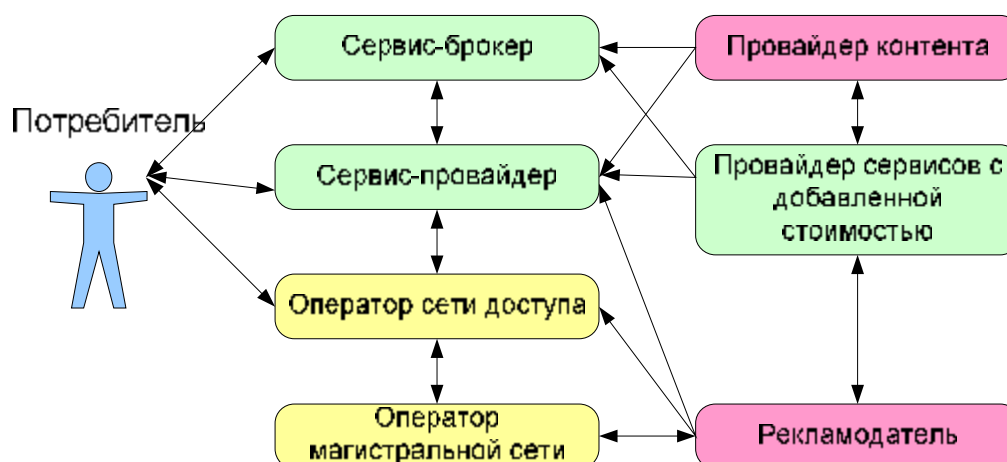 Сервис-брокер
Провайдер контента
Потребитель
Сервис-провайдер
Провайдер сервисов с
добавленной
стоимостью
Оператор сети доступа
Оператор
магистральной сети
Рекламодатель